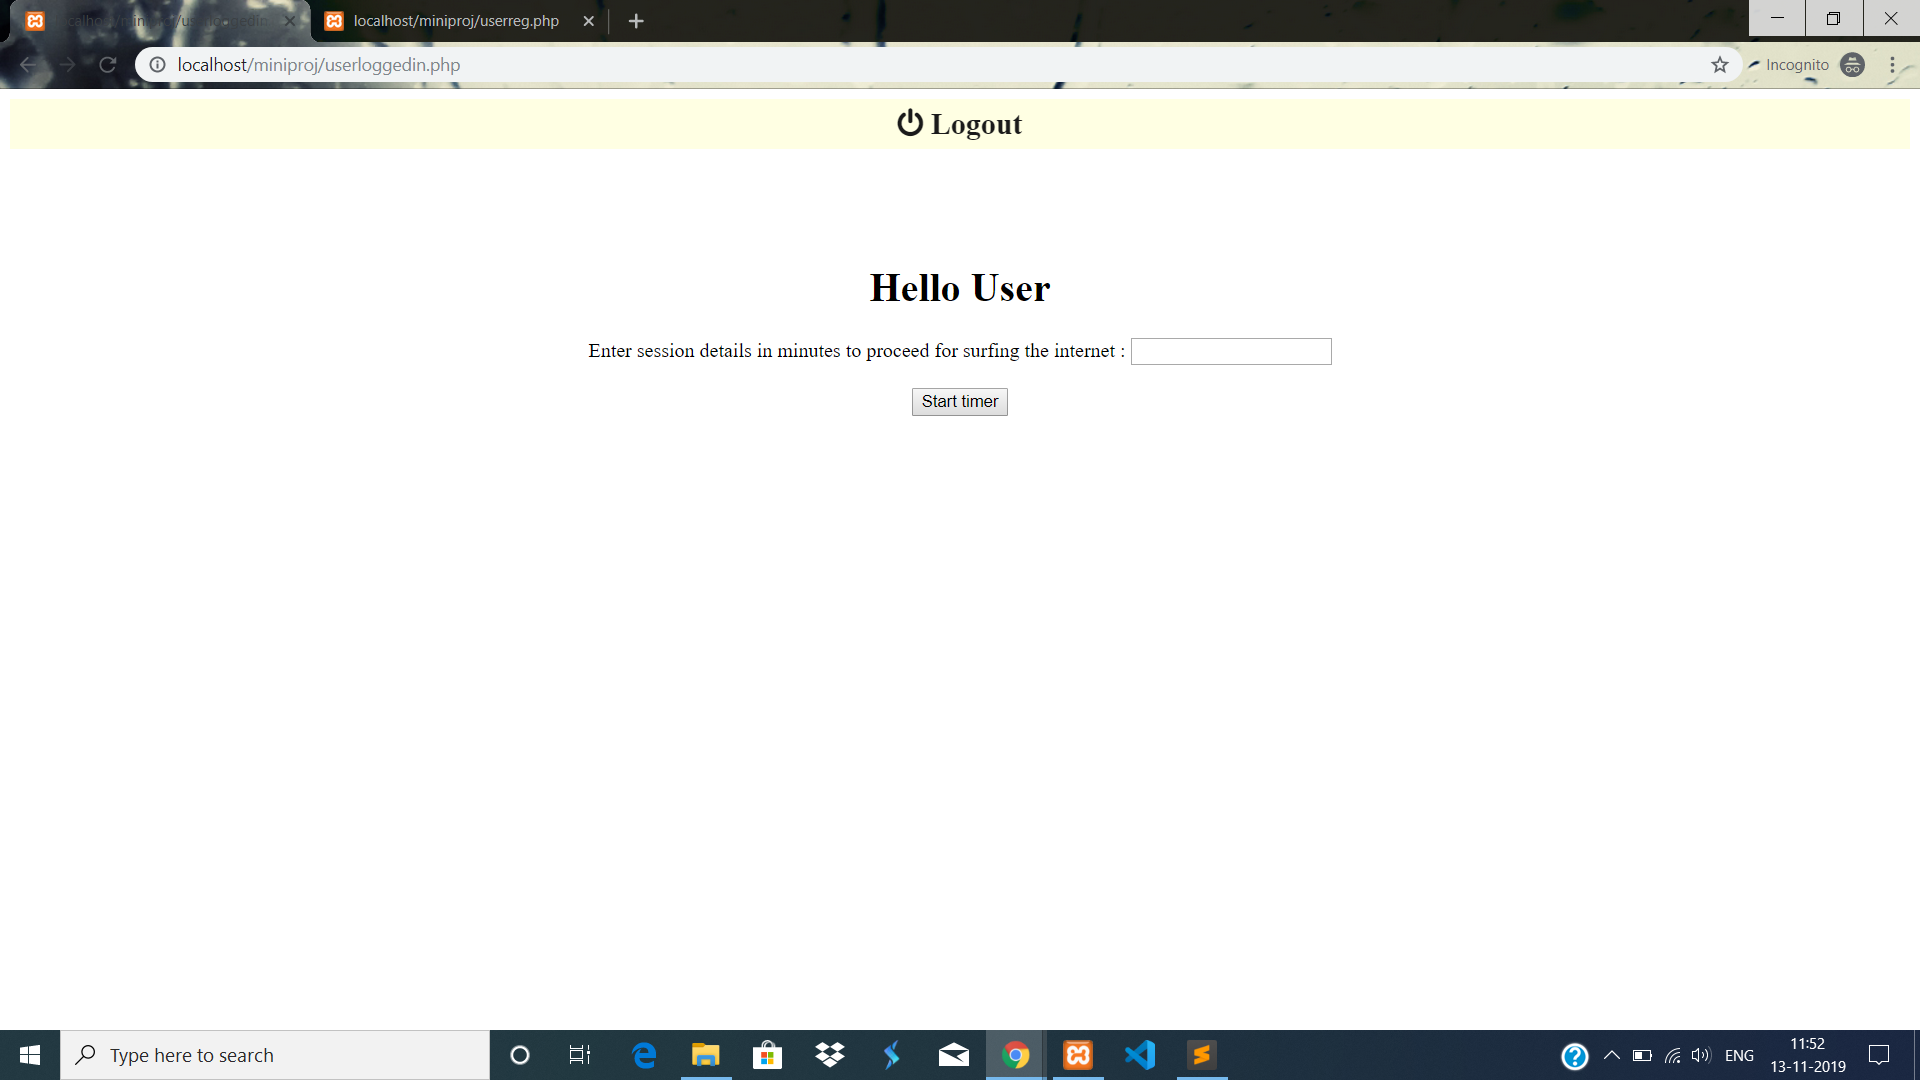 localhost/miniproj/userreg.php
localhost/miniproj/userloggedin.php
Incognito
Logout
Hello User
Enter session details in minutes to proceed for surfing the internet :
Start timer
Type here to search
ENG
11:52
13-11-2019